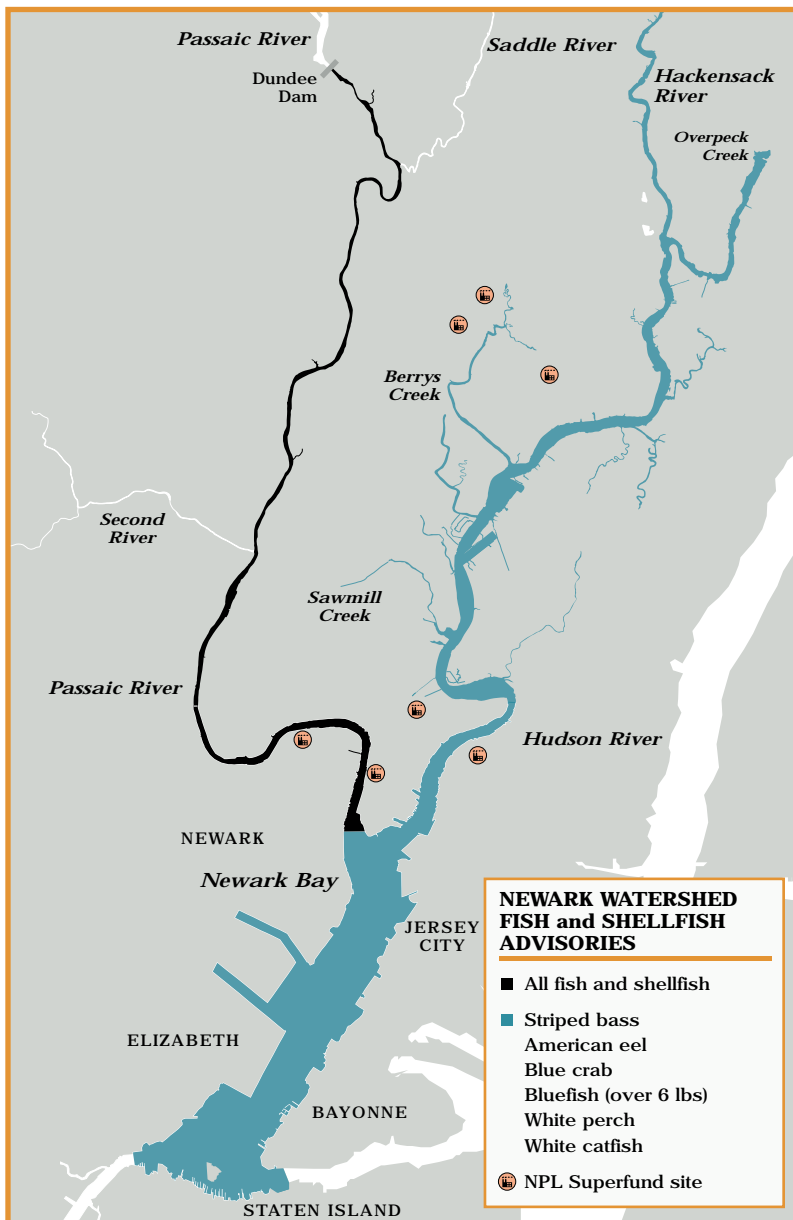 Passaic River
Saddle River
Dundee
Dam
Hackensack
River
Overpeck
Creek
Berrys
Creek
Second
River
Sawmill
Creek
Passaic River
Hudson River
NEWARK
Newark Bay
JERSEY
CITY
ELIZABETH
BAYONNE
STATEN ISLAND
NEWARK WATERSHED
FISH and SHELLFISH
ADVISORIES
All fish and shellfish
Striped bass
American eel
Blue crab
Bluefish (over 6 lbs)
White perch
White catfish
NPL Superfund site